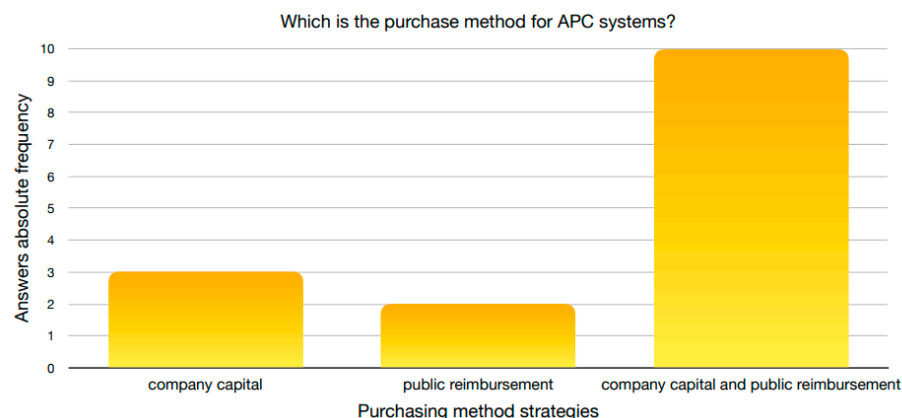 Which is the purchase method for APC systems?
Answers absolute frequency
10
9
8
7
6
5
4
3
2
1
0
company capital
public reimbursement
company capital and public reimbursement
Purchasing method strategies